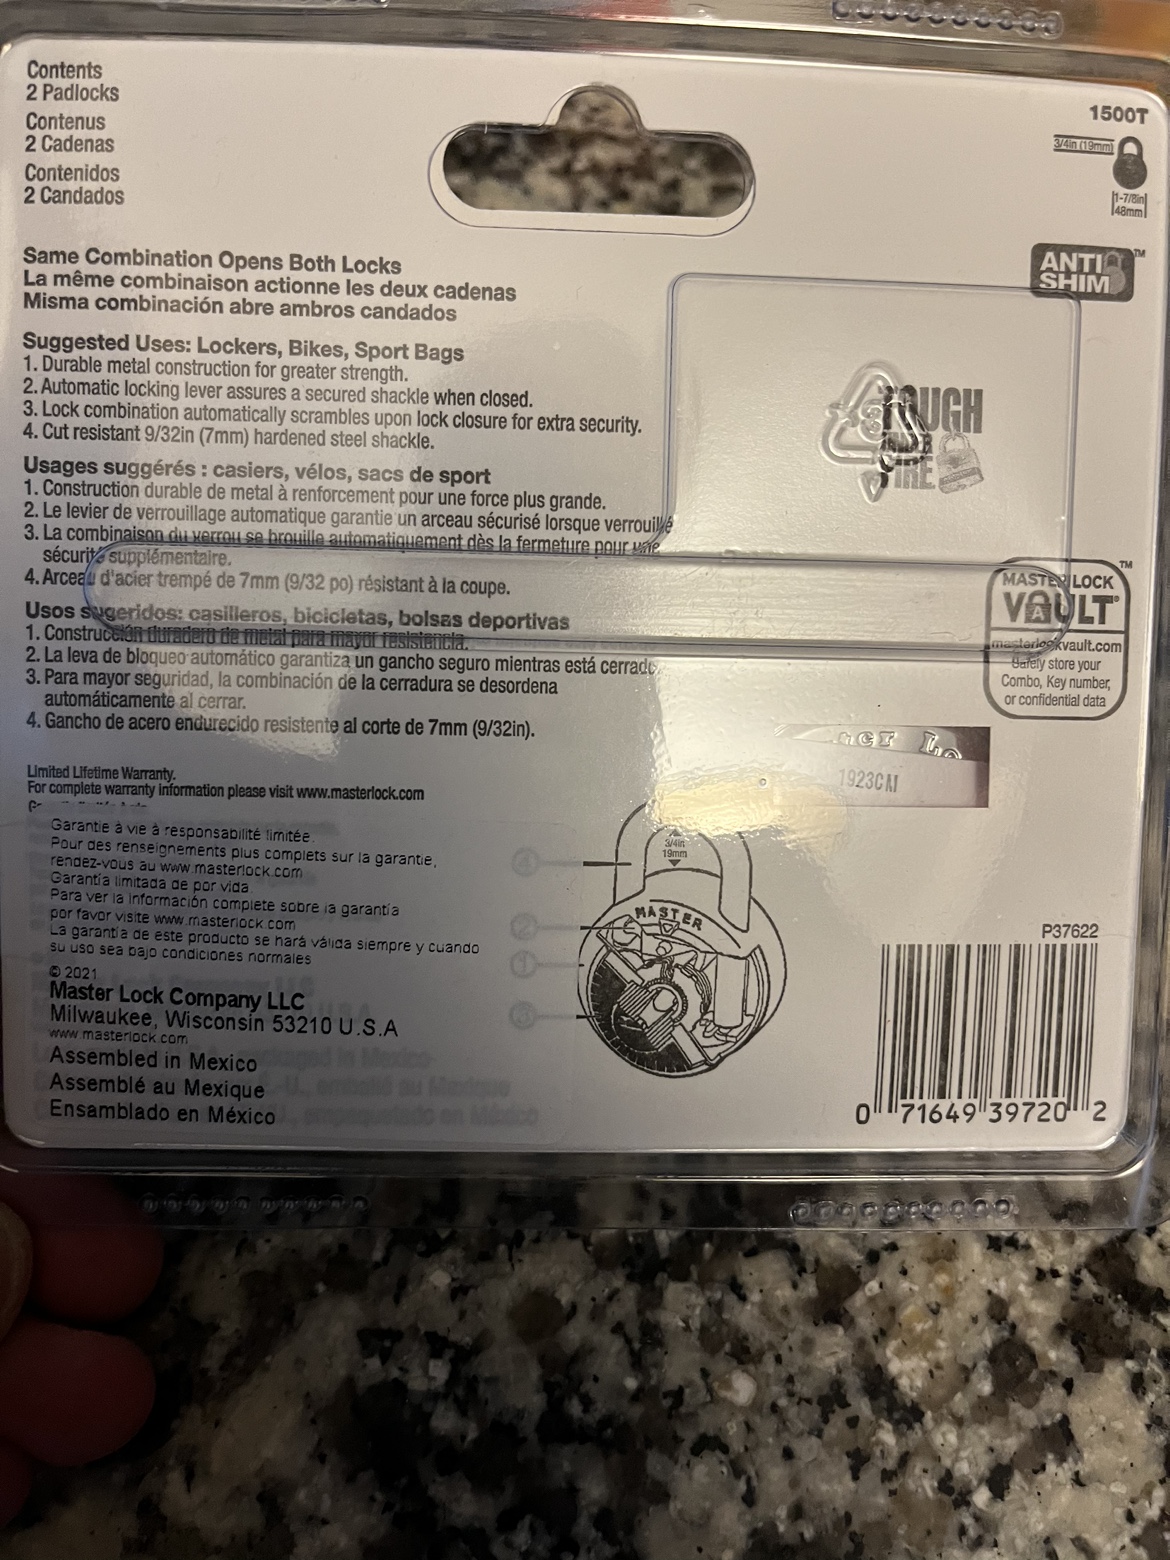 Contents
2 Padlocks
Contenus
2 Cadenas
Contenidos
2 Candados
1500T
3/4in (19mm)
1-7/8in
48mm
ANTI
SHIM™
Same Combination Opens Both Locks
La même combinaison actionne les deux cadenas
Misma combinación abre ambros candados
Suggested Uses: Lockers, Bikes, Sport Bags
1. Durable metal construction for greater strength.
2. Automatic locking lever assures a secured shackle when closed.
3. Lock combination automatically scrambles upon lock closure for extra security.
4. Cut resistant 9/32in (7mm) hardened steel shackle.
TOUGH
UNDER
FIRE
3
Usages suggérés : casiers, vélos, sacs de sport
1. Construction durable de metal à renforcement pour une force plus grande.
2. Le levier de verrouillage automatique garantie un arceau sécurisé lorsque verrouillé
3. La combinaison du verrou se brouille automatiquement dès la fermeture pour une
sécurité supplémentaire.
4. Arceau d'acier trempé de 7mm (9/32 po) résistant à la coupe.
Usos sugeridos: casilleros, bicicletas, bolsas deportivas
1. Construcción duradero de metal para mayor resistencia.
2. La leva de bloqueo automático garantiza un gancho seguro mientras está cerrado
3. Para mayor seguridad, la combinación de la cerradura se desordena
automáticamente al cerrar.
4. Gancho de acero endurecido resistente al corte de 7mm (9/32in).
MASTER LOCK
VAULT®™
masterlockvault.com
Safely store your
Combo, Key number,
or confidential data
1923CAI
Limited Lifetime Warranty.
For complete warranty information please visit www.masterlock.com
Garantie à vie à responsabilité limitée.
Pour des renseignements plus complets sur la garantie,
rendez-vous au www.masterlock.com
Garantía limitada de por vida
Para ver la información complete sobre la garantía
por favor visite www.masterlock.com
La garantía de este producto se hará válida siempre y cuando
su uso sea bajo condiciones normales
© 2021
Master Lock Company LLC
Milwaukee, Wisconsin 53210 U.S.A
www.masterlock.com
Assembled in Mexico
Assemblé au Mexique
Ensamblado en México
3/4in
19mm
MASTER
4
2
1
3
P37622
0 71649 39720 2